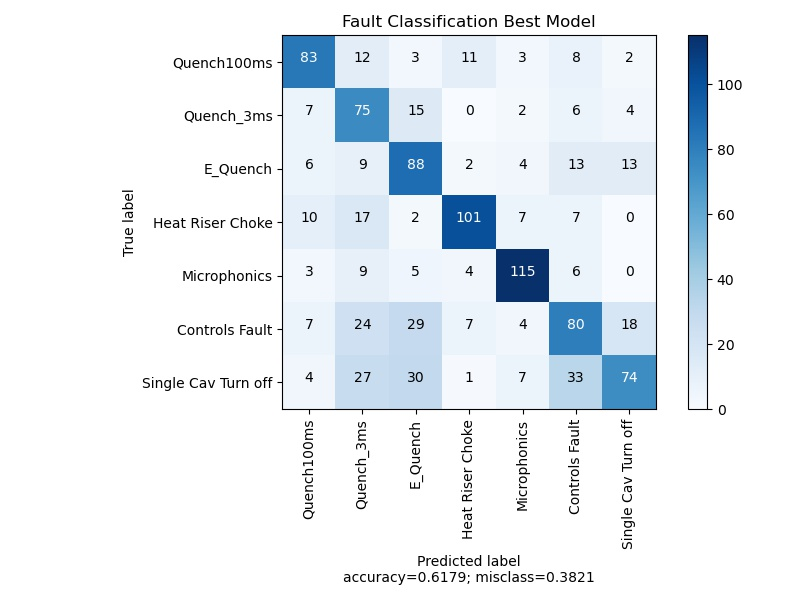 Fault Classification Best Model
True label
Quench100ms 83 12 3 11 3 8 2
Quench_3ms 7 75 15 0 2 6 4
E_Quench 6 9 88 2 4 13 13
Heat Riser Choke 10 17 2 101 7 7 0
Microphonics 3 9 5 4 115 6 0
Controls Fault 7 24 29 7 4 80 18
Single Cav Turn off 4 27 30 1 7 33 74
Quench100ms
Quench_3ms
E_Quench
Heat Riser Choke
Microphonics
Controls Fault
Single Cav Turn off
Predicted label
accuracy=0.6179; misclass=0.3821
100
80
60
40
20
0